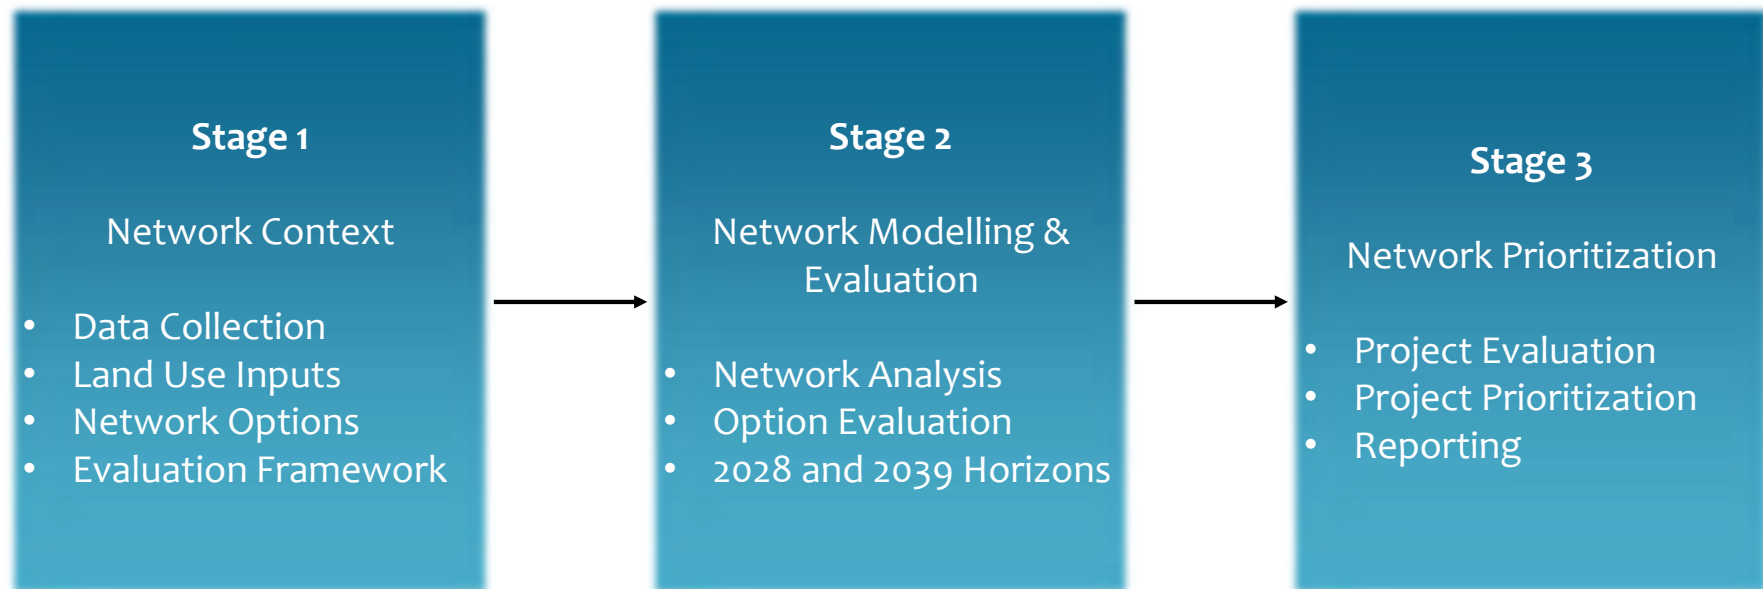 Stage 1
Network Context
• Data Collection
• Land Use Inputs
• Network Options
• Evaluation Framework
Stage 2
Network Modelling &
Evaluation
• Network Analysis
• Option Evaluation
• 2028 and 2039 Horizons
Stage 3
Network Prioritization
• Project Evaluation
• Project Prioritization
• Reporting